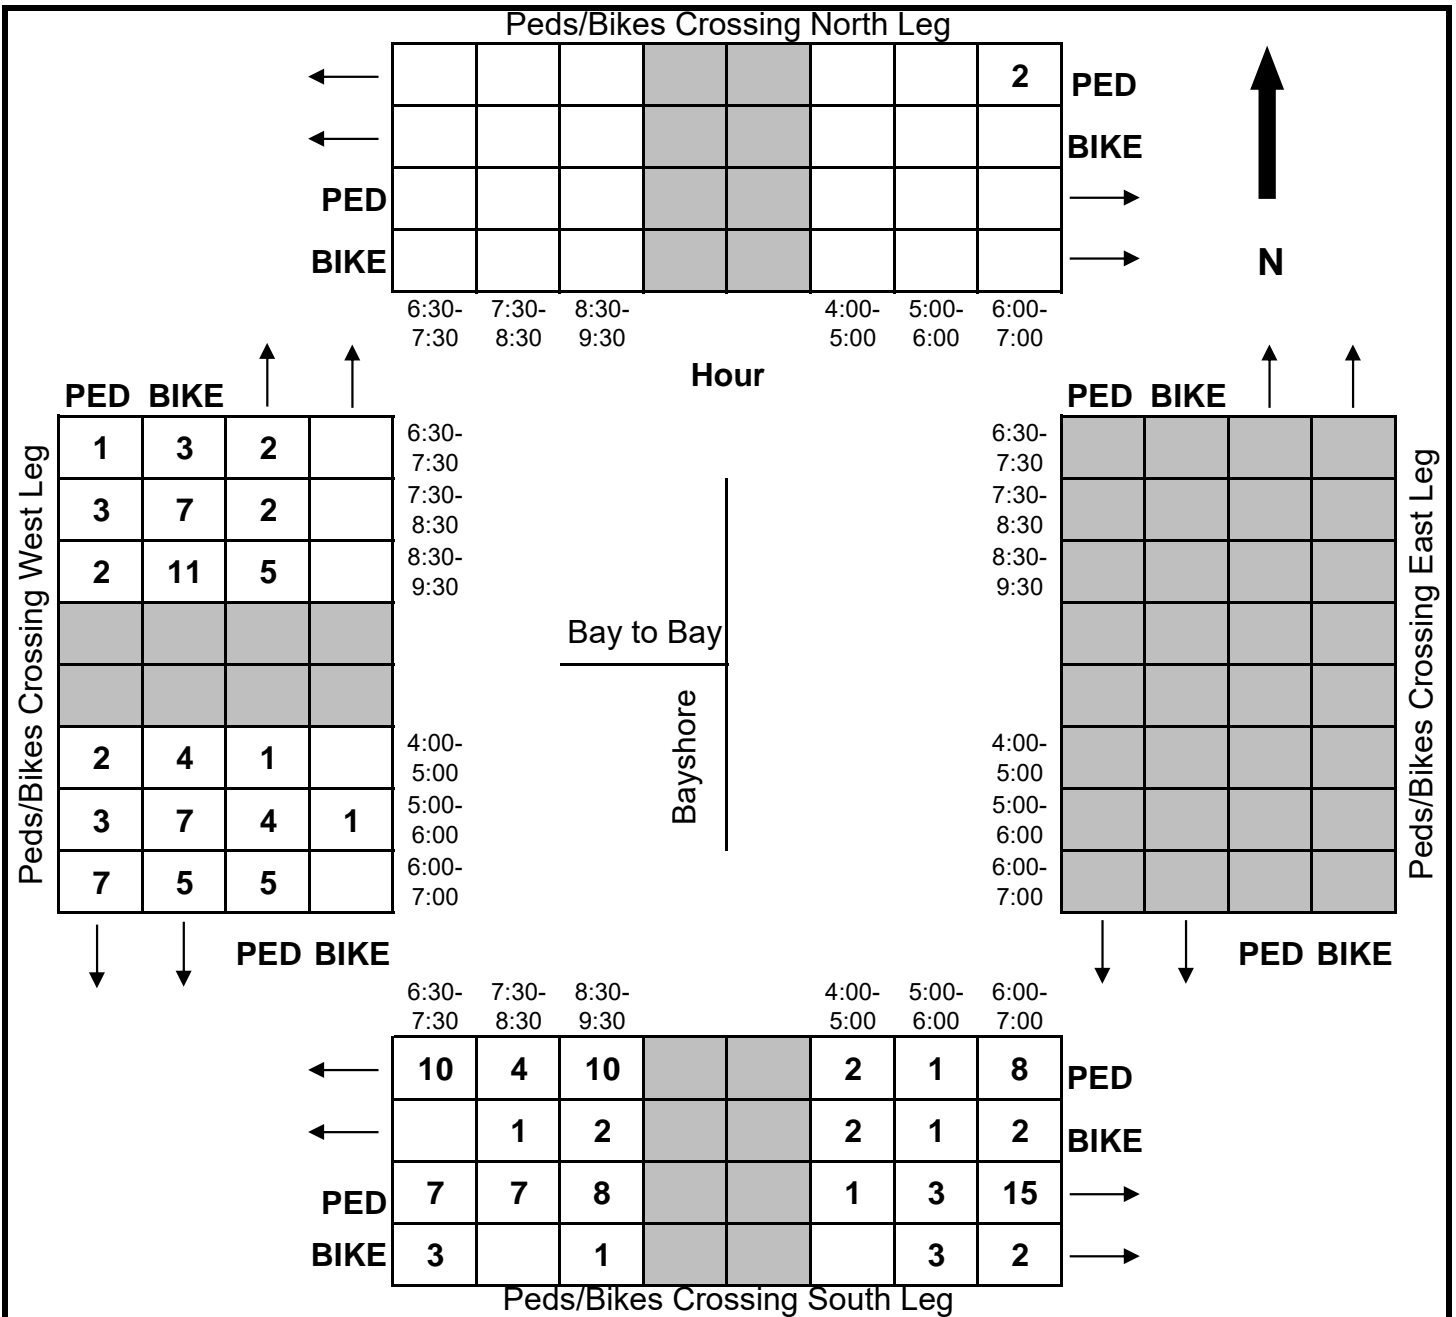 Peds/Bikes Crossing North Leg
2 PED
BIKE
PED
BIKE
N
6:30- 7:30- 8:30- 4:00- 5:00- 6:00-
7:30 8:30 9:30 5:00 6:00 7:00
Hour
PED BIKE
Peds/Bikes Crossing West Leg
1 3 2 6:30-
7:30
3 7 2 7:30-
8:30
2 11 5 8:30-
9:30
2 4 1 4:00-
5:00
3 7 4 1 5:00-
6:00
7 5 5 6:00-
7:00
PED BIKE
Bay to Bay
Bayshore
PED BIKE
6:30-
7:30
7:30-
8:30
8:30-
9:30
4:00-
5:00
5:00-
6:00
6:00-
7:00
Peds/Bikes Crossing East Leg
PED BIKE
6:30- 7:30- 8:30- 4:00- 5:00- 6:00-
7:30 8:30 9:30 5:00 6:00 7:00
10 4 10 2 1 8 PED
1 2 2 1 2 BIKE
PED 7 7 8 1 3 15
BIKE 3 1 3 2
Peds/Bikes Crossing South Leg